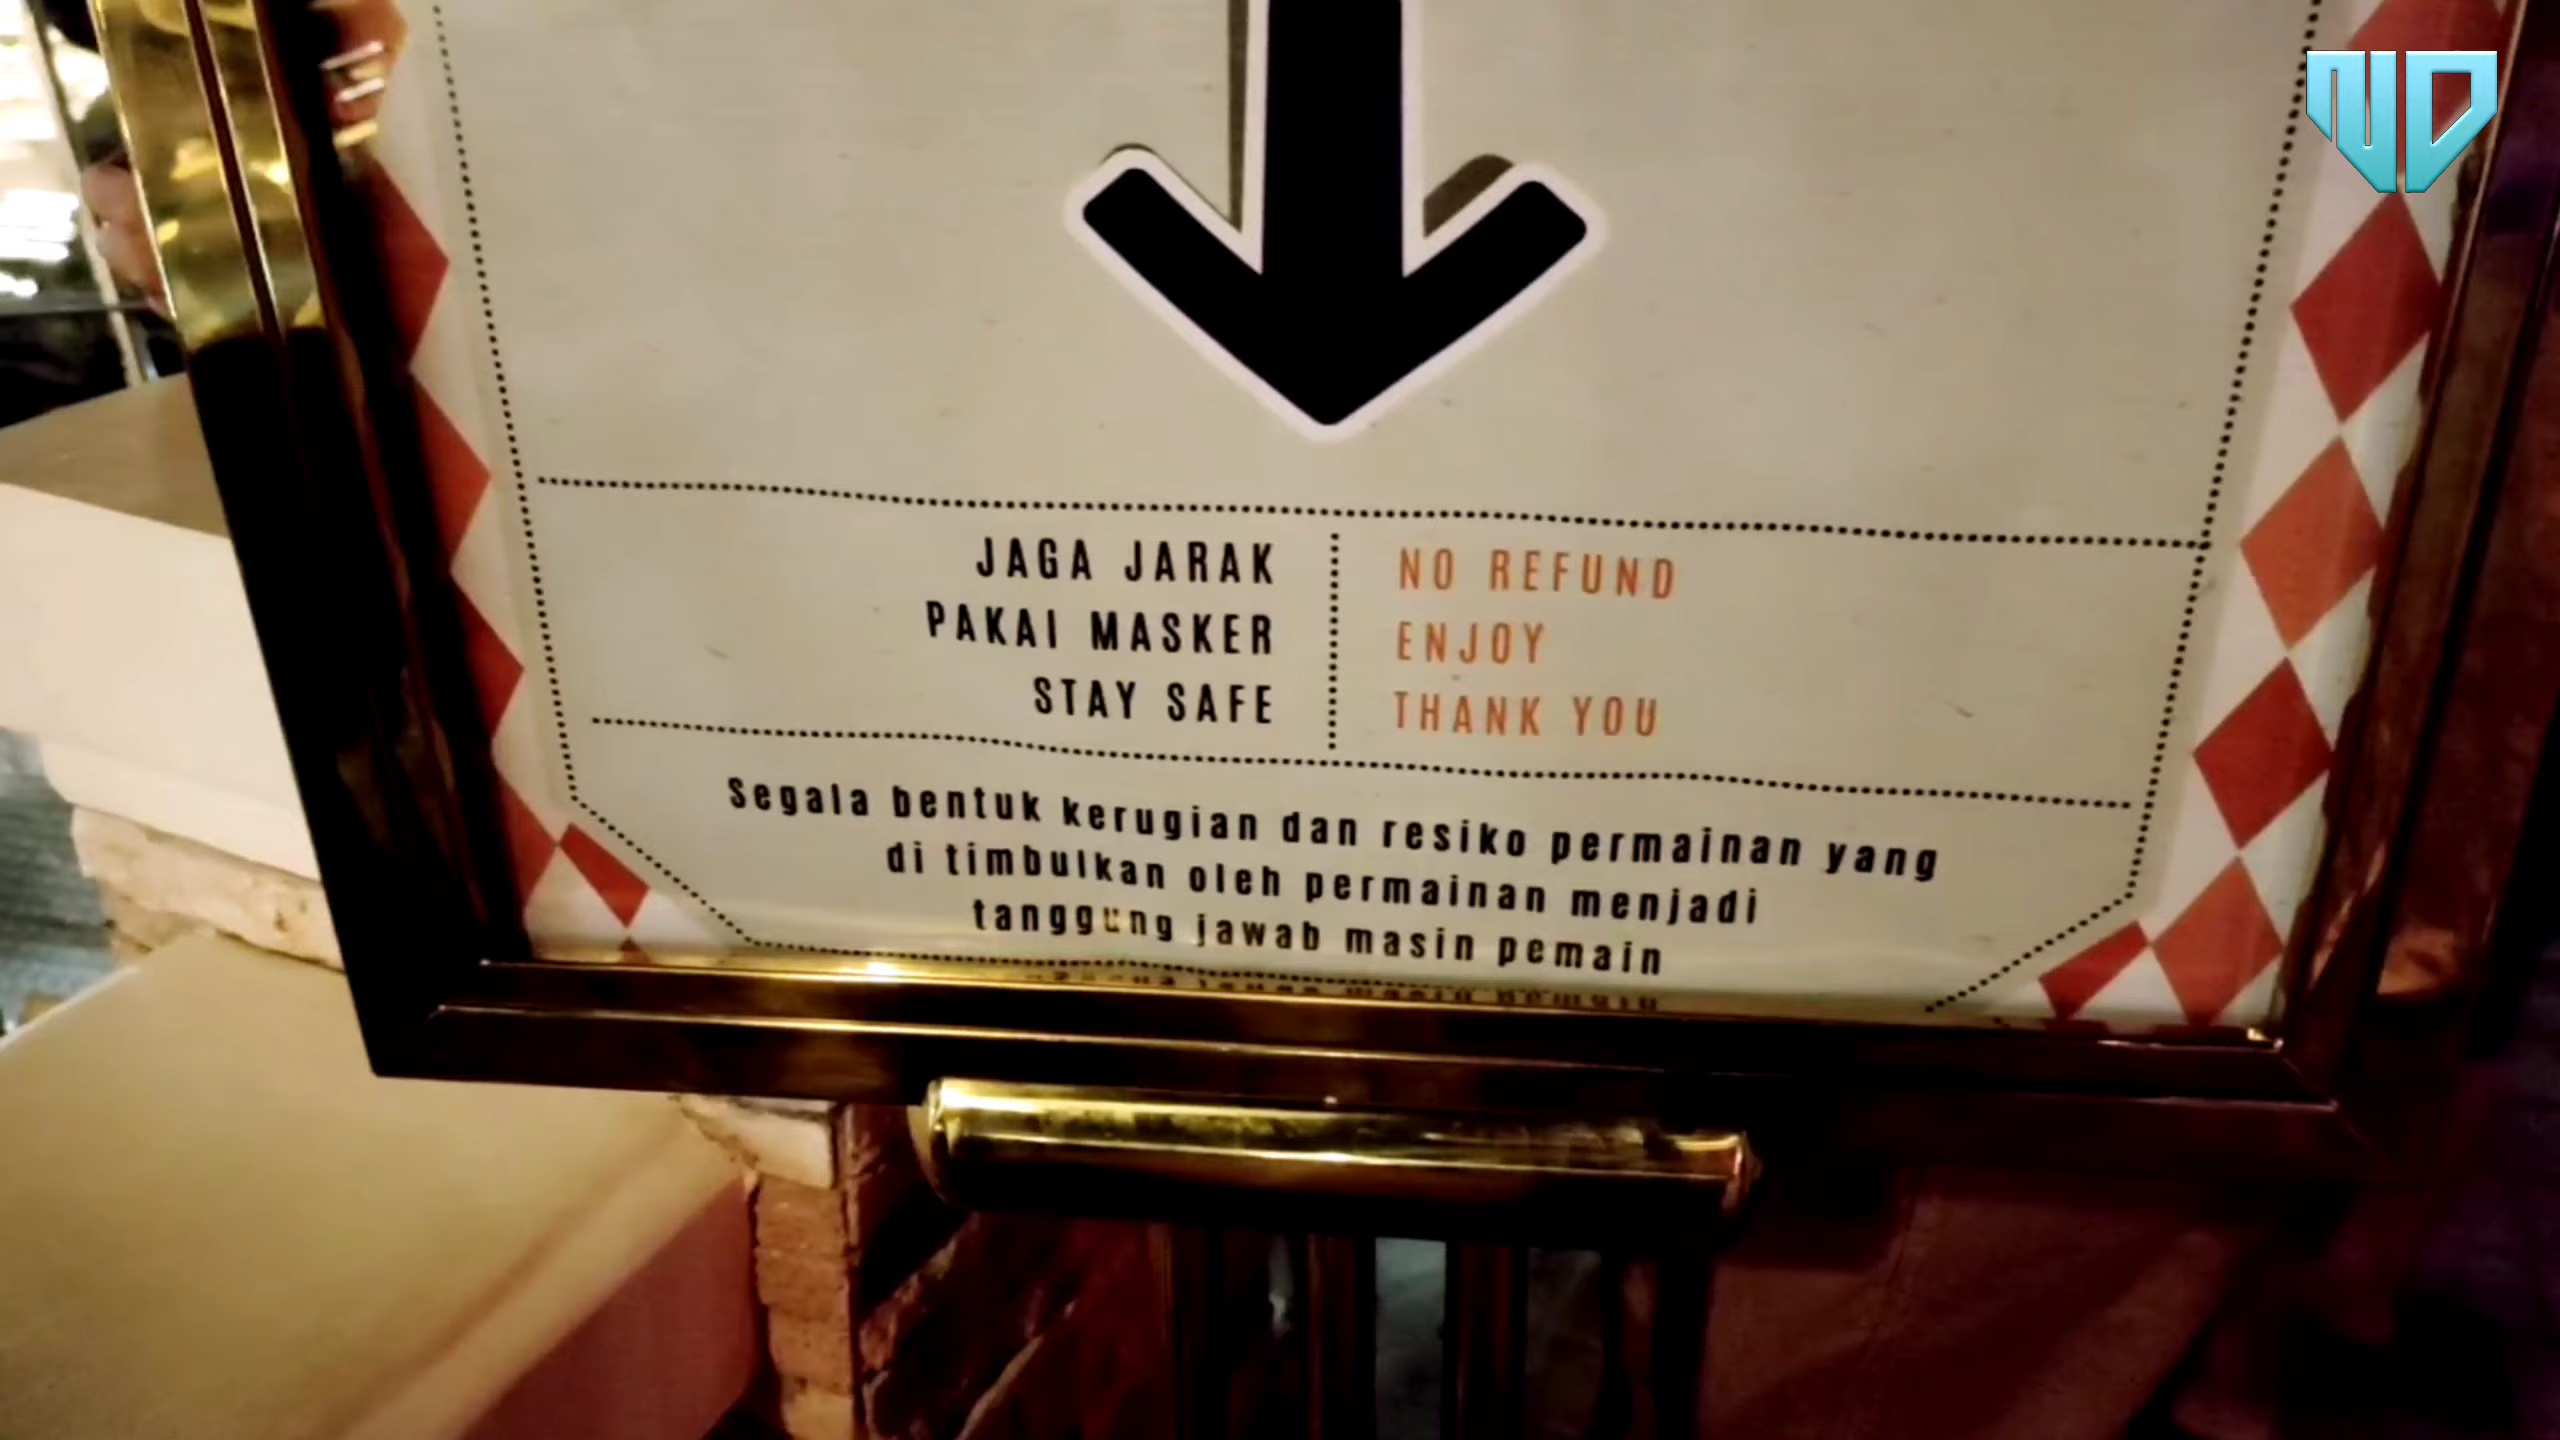 ND
JAGA JARAK
PAKAI MASKER
STAY SAFE
NO REFUND
ENJOY
THANK YOU
Segala bentuk kerugian dan resiko permainan yang
di timbulkan oleh permainan menjadi
tanggung jawab masin pemain